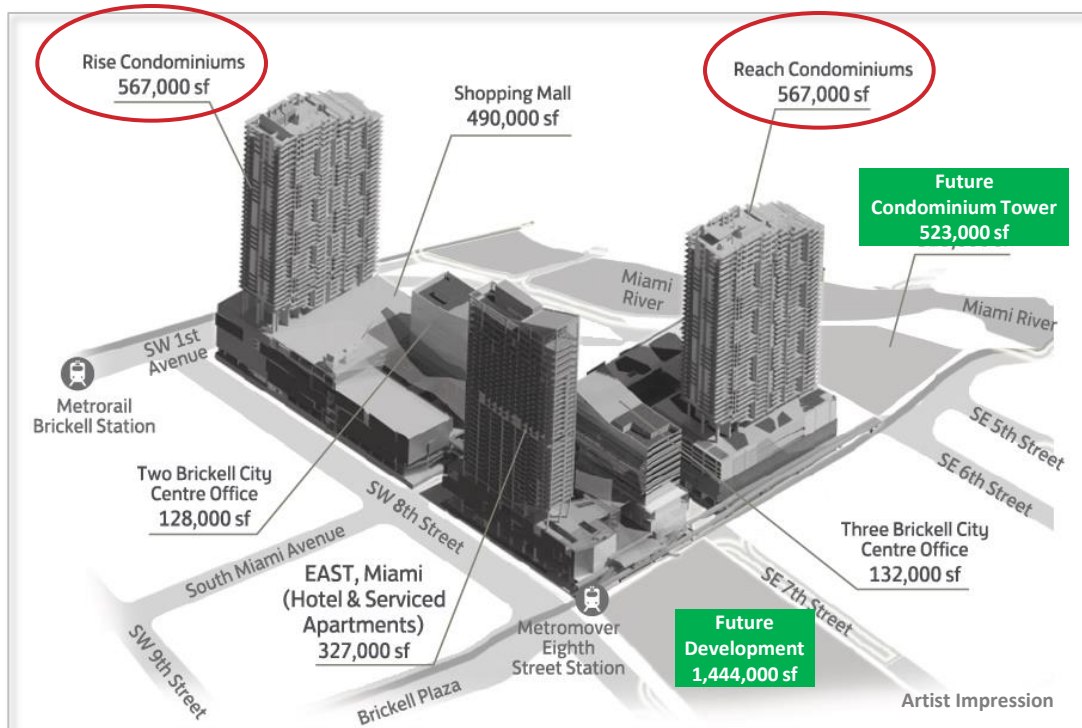 Rise Condominiums
567,000 sf
Reach Condominiums
567,000 sf
Shopping Mall
490,000 sf
Future
Condominium Tower
523,000 sf
Miami
River
Miami River
SW 1st
Avenue
Metrorail
Brickell Station
SE 5th Street
SE 6th Street
Two Brickell City
Centre Office
128,000 sf
SW 8th Street
Three Brickell City
Centre Office
132,000 sf
South Miami Avenue
SE 7th Street
EAST, Miami
(Hotel & Serviced
Apartments)
327,000 sf
Metromover
Eighth
Street Station
Future
Development
1,444,000 sf
SW 9th Street
Brickell Plaza
Artist Impression